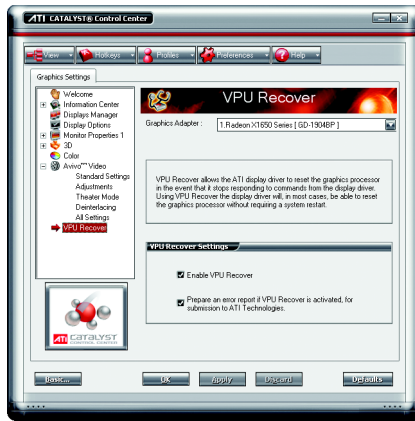 ATI CATALYST® Control Center
View Hotkeys Profiles Preferences Help
Graphics Settings
Welcome
Information Center
Displays Manager
Display Options
Monitor Properties 1
3D
Color
Avivo™ Video
Standard Settings
Adjustments
Theater Mode
Deinterlacing
All Settings
VPU Recover
ATI CATALYST
CONTROL CENTER
VPU Recover
Graphics Adapter :
1.Radeon X1650 Series [ GD-1904BP ]
VPU Recover allows the ATI display driver to reset the graphics processor
in the event that it stops responding to commands from the display driver.
Using VPU Recover the display driver will, in most cases, be able to reset
the graphics processor without requiring a system restart.
VPU Recover Settings
Enable VPU Recover
Prepare an error report if VPU Recover is activated, for
submission to ATI Technologies.
Basic... OK Apply Discard Defaults